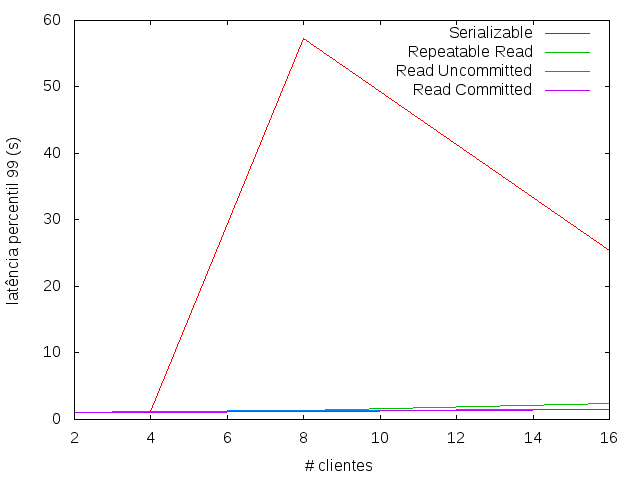 60
50
40
30
20
10
0
latência percentil 99 (s)
Serializable
Repeatable Read
Read Uncommitted
Read Committed
2 4 6 8 10 12 14 16
# clientes